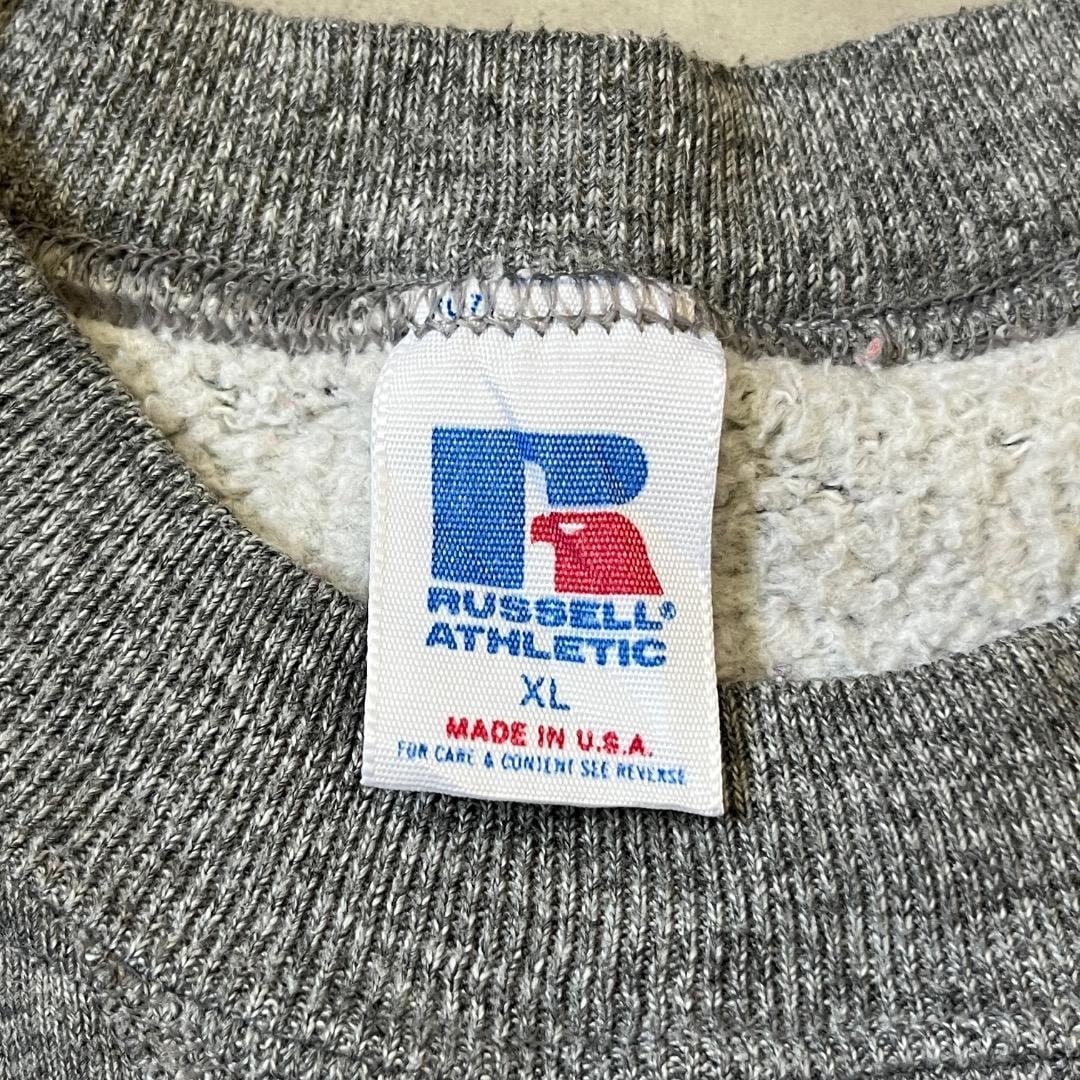 RUSSELL®
ATHLETIC
XL
MADE IN U.S.A.
FOR CARE & CONTENT SEE REVERSE